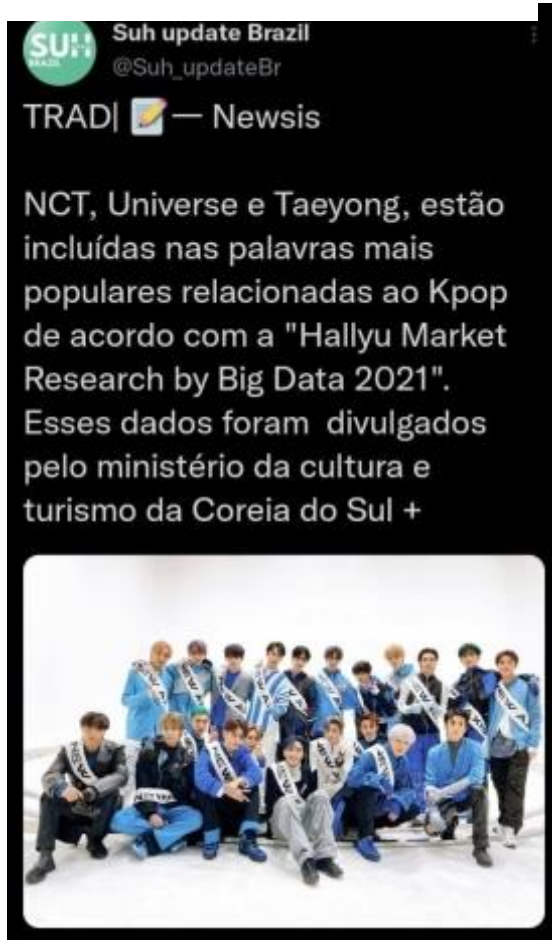 SUH
BRAZIL
Suh update Brazil
@Suh_updateBr
TRAD| 📝— Newsis
NCT, Universe e Taeyong, estão
incluídas nas palavras mais
populares relacionadas ao Kpop
de acordo com a "Hallyu Market
Research by Big Data 2021".
Esses dados foram divulgados
pelo ministério da cultura e
turismo da Coreia do Sul +